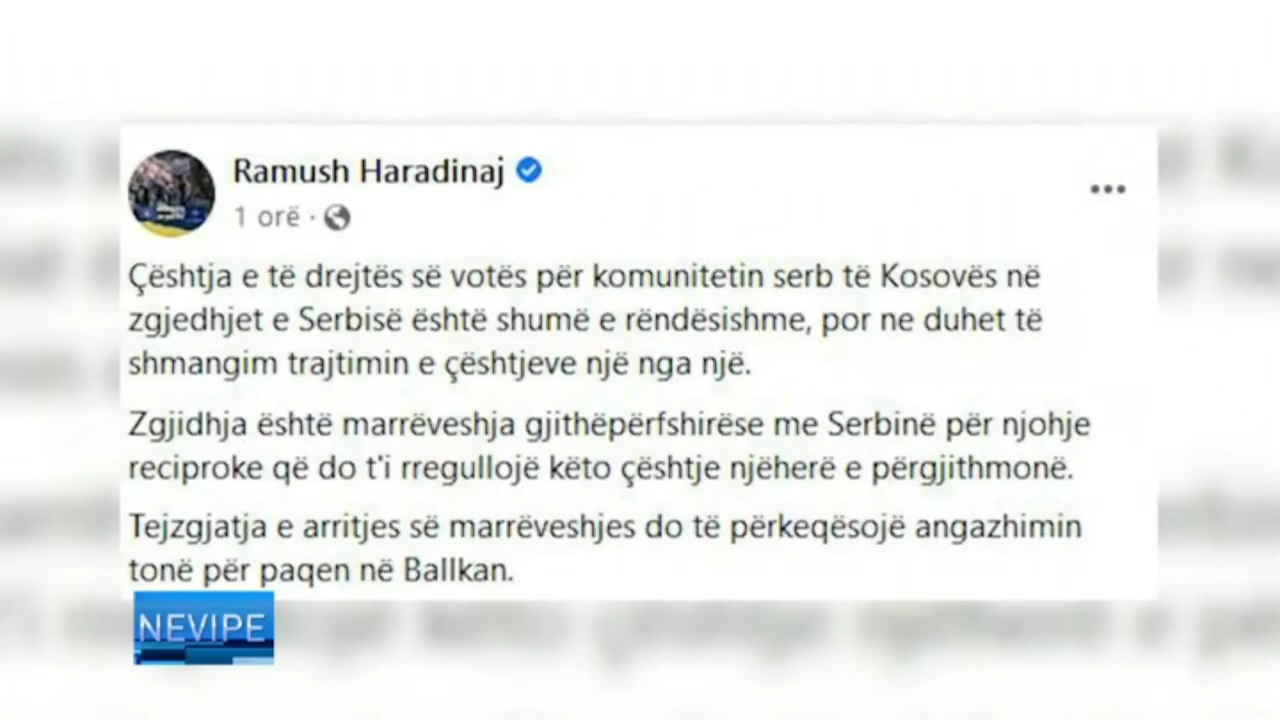 Ramush Haradinaj
1 orë ·
Çështja e të drejtës së votës për komunitetin serb të Kosovës në
zgjedhjet e Serbisë është shumë e rëndësishme, por ne duhet të
shmangim trajtimin e çështjeve një nga një.
Zgjidhja është marrëveshja gjithëpërfshirëse me Serbinë për njohje
reciproke që do t'i rregullojë këto çështje njëherë e përgjithmonë.
Tejzgjatja e arritjes së marrëveshjes do të përkeqësojë angazhimin
tonë për paqen në Ballkan.
NEVIPE